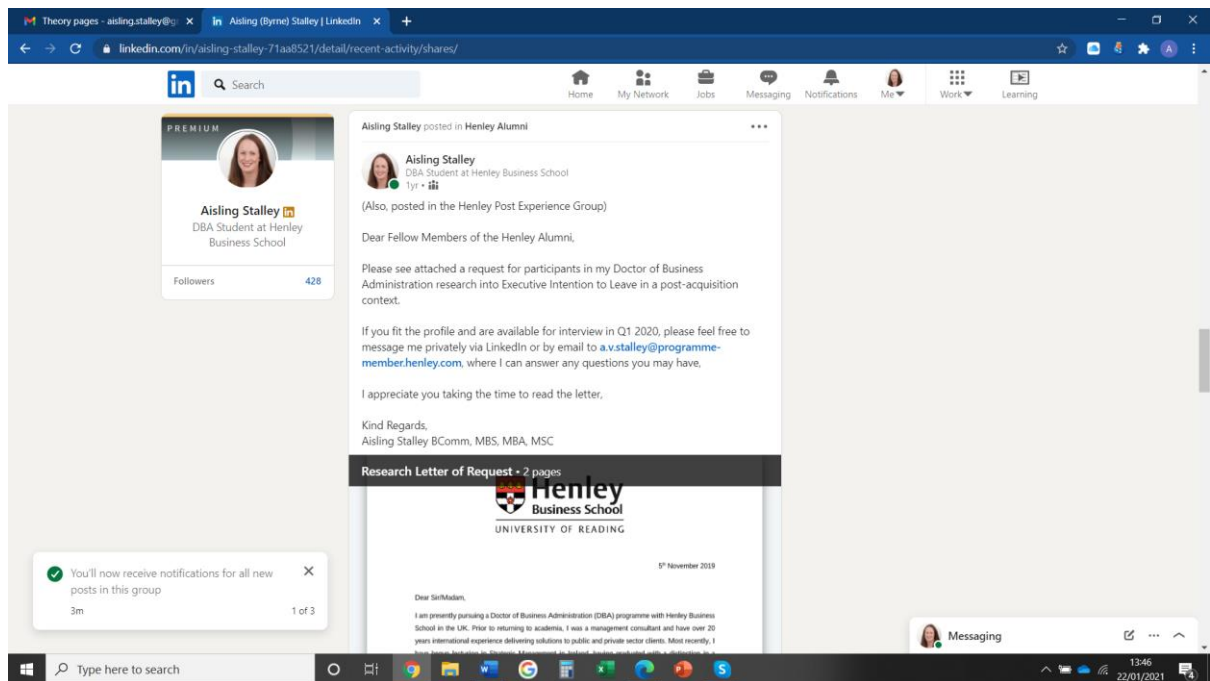 Theory pages - aisling.stalley@g
Aisling (Byrne) Stalley | LinkedIn
linkedin.com/in/aisling-stalley-71aa8521/detail/recent-activity/shares/
A
in
Search
Home
My Network
Jobs
Messaging
Notifications
Me
Work
Learning
PREMIUM
Aisling Stalley in
DBA Student at Henley
Business School
Followers 428
Aisling Stalley posted in Henley Alumni
Aisling Stalley
DBA Student at Henley Business School
1yr •
(Also, posted in the Henley Post Experience Group)
Dear Fellow Members of the Henley Alumni,
Please see attached a request for participants in my Doctor of Business
Administration research into Executive Intention to Leave in a post-acquisition
context.
If you fit the profile and are available for interview in Q1 2020, please feel free to
message me privately via LinkedIn or by email to a.v.stalley@programme-
member.henley.com, where I can answer any questions you may have,
I appreciate you taking the time to read the letter,
Kind Regards,
Aisling Stalley BComm, MBS, MBA, MSC
Research Letter of Request • 2 pages
Henley
Business School
UNIVERSITY OF READING
5th November 2019
Dear Sir/Madam,
I am presently pursuing a Doctor of Business Administration (DBA) programme with Henley Business
School in the UK. Prior to returning to academia, I was a management consultant and have over 20
years international experience delivering solutions to public and private sector clients. Most recently, I
You'll now receive notifications for all new
posts in this group
3m 1 of 3
Messaging
Type here to search
13:46
22/01/2021
4